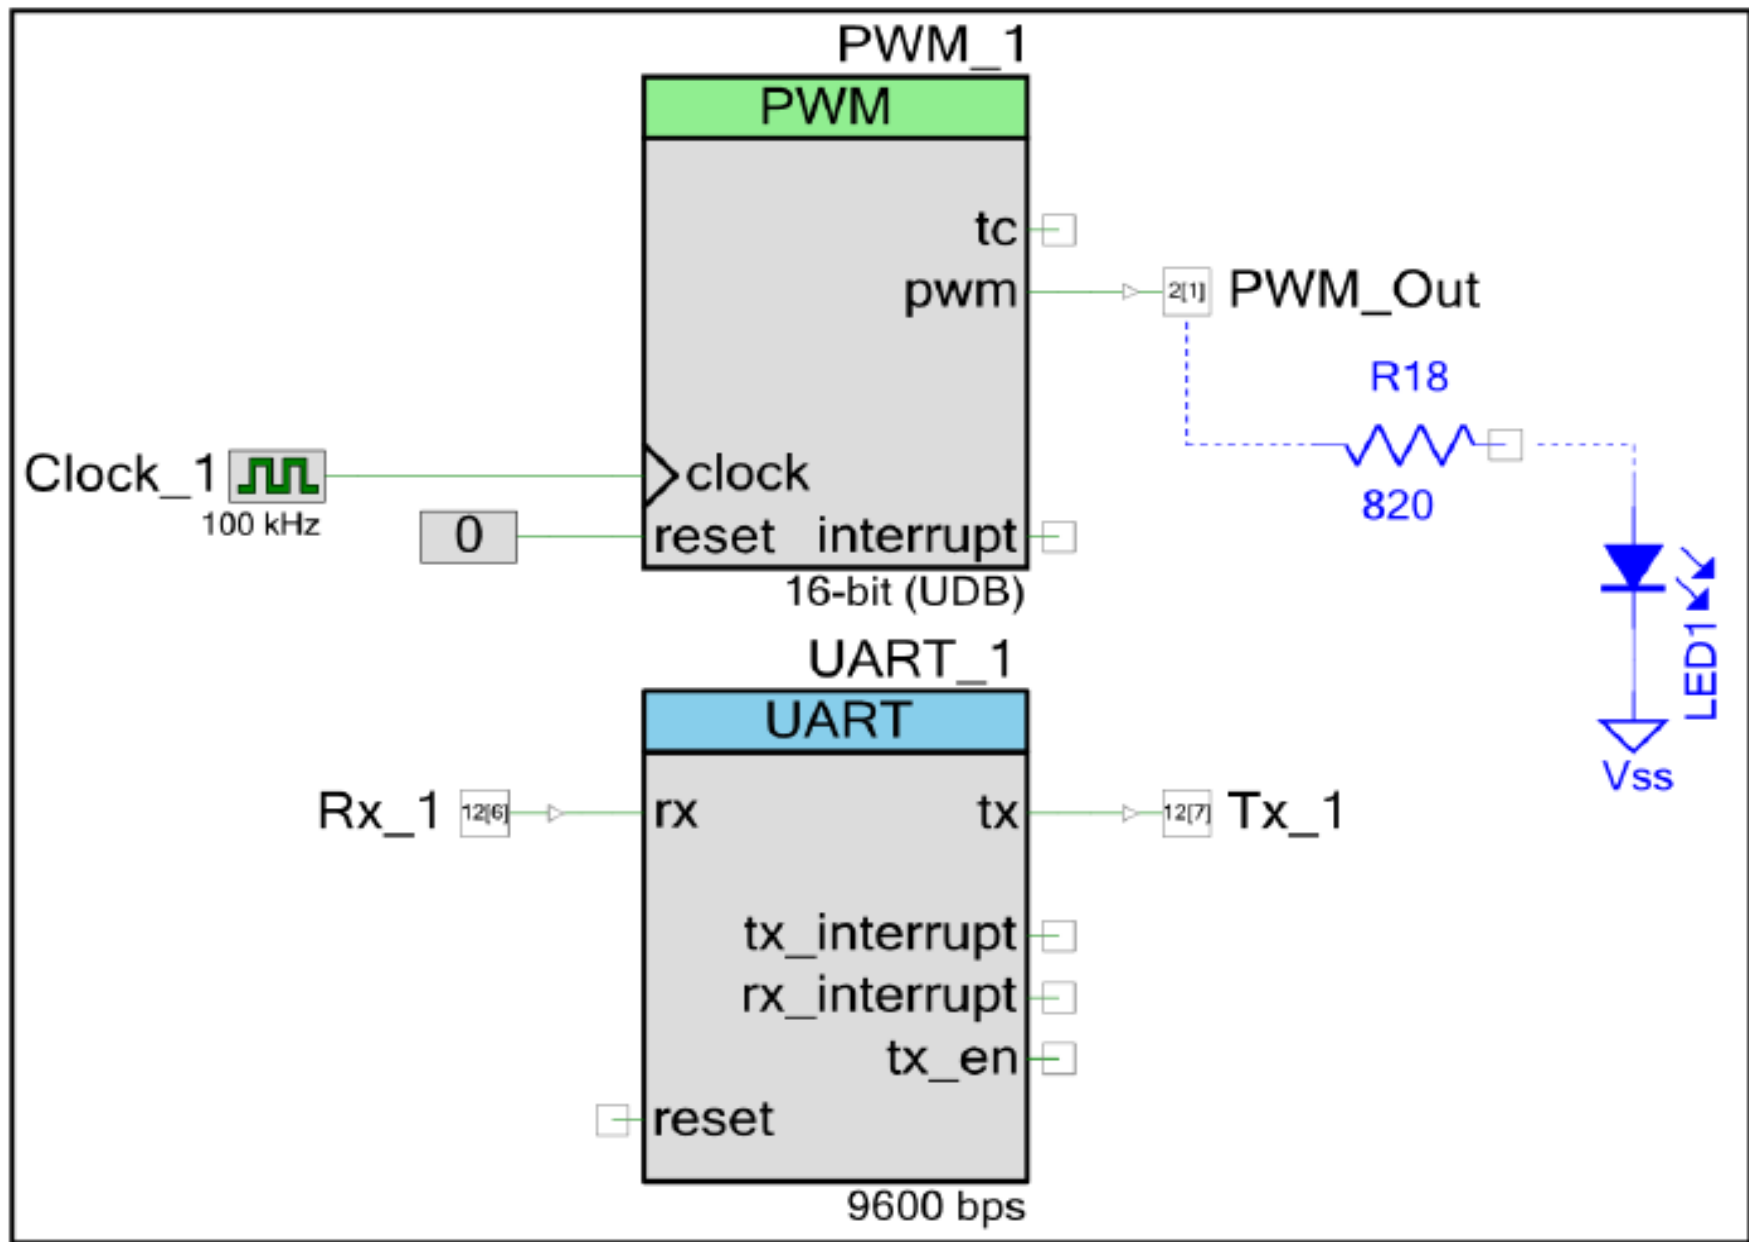 PWM_1
PWM
tc
pwm
2[1]
PWM_Out
R18
820
Clock_1
100 kHz
clock
0
reset
interrupt
16-bit (UDB)
LED1
Vss
UART_1
UART
Rx_1
12[6]
rx
tx
12[7]
Tx_1
tx_interrupt
rx_interrupt
tx_en
reset
9600 bps